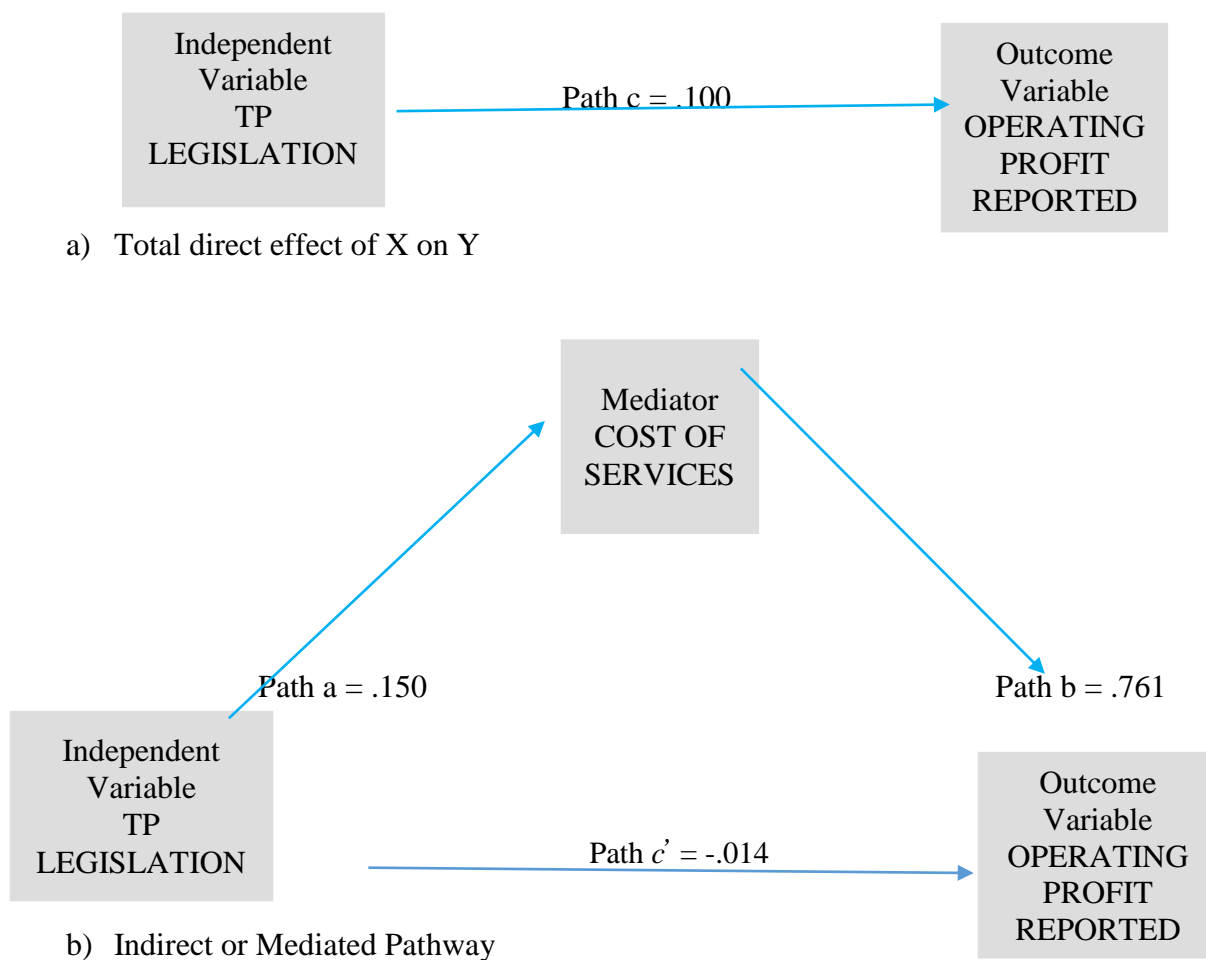 Independent
Variable
TP
LEGISLATION
Path c = .100
Outcome
Variable
OPERATING
PROFIT
REPORTED
a) Total direct effect of X on Y
Mediator
COST OF
SERVICES
Path a = .150
Path b = .761
Independent
Variable
TP
LEGISLATION
Path c’ = -.014
Outcome
Variable
OPERATING
PROFIT
REPORTED
b) Indirect or Mediated Pathway